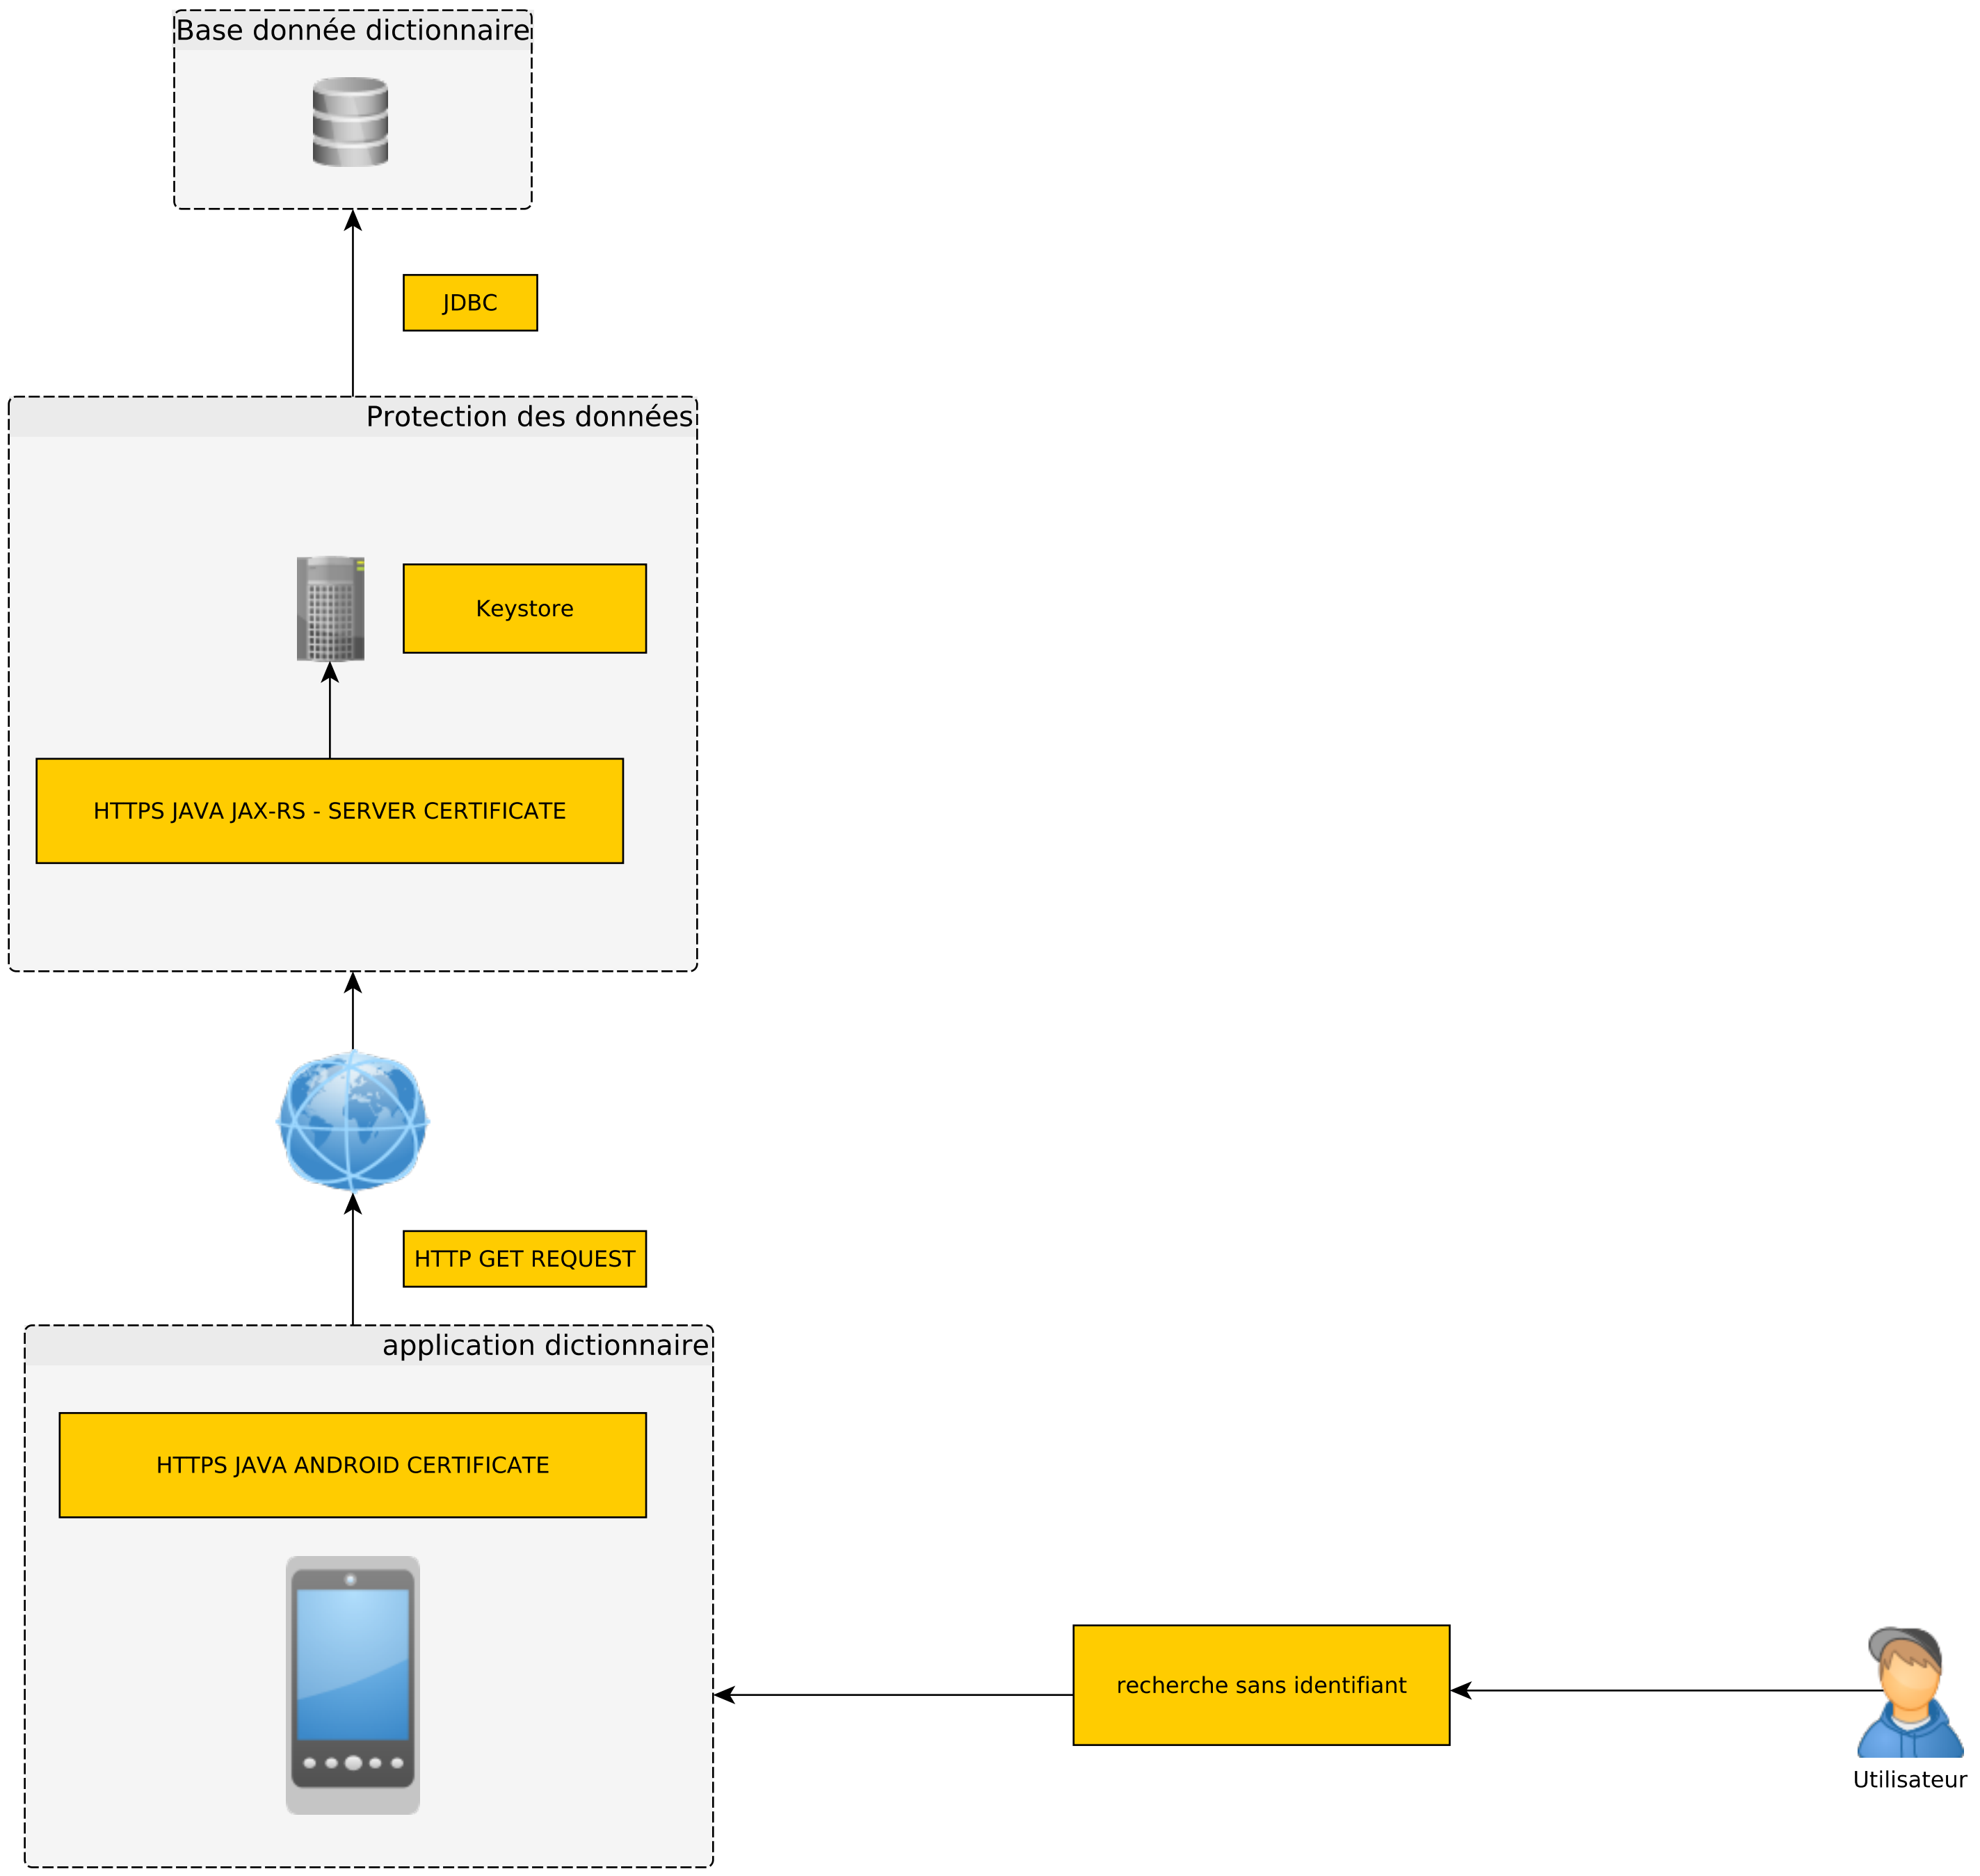 Base donnée dictionnaire
JDBC
Protection des données
Keystore
HTTPS JAVA JAX-RS - SERVER CERTIFICATE
HTTP GET REQUEST
application dictionnaire
HTTPS JAVA ANDROID CERTIFICATE
recherche sans identifiant
Utilisateur